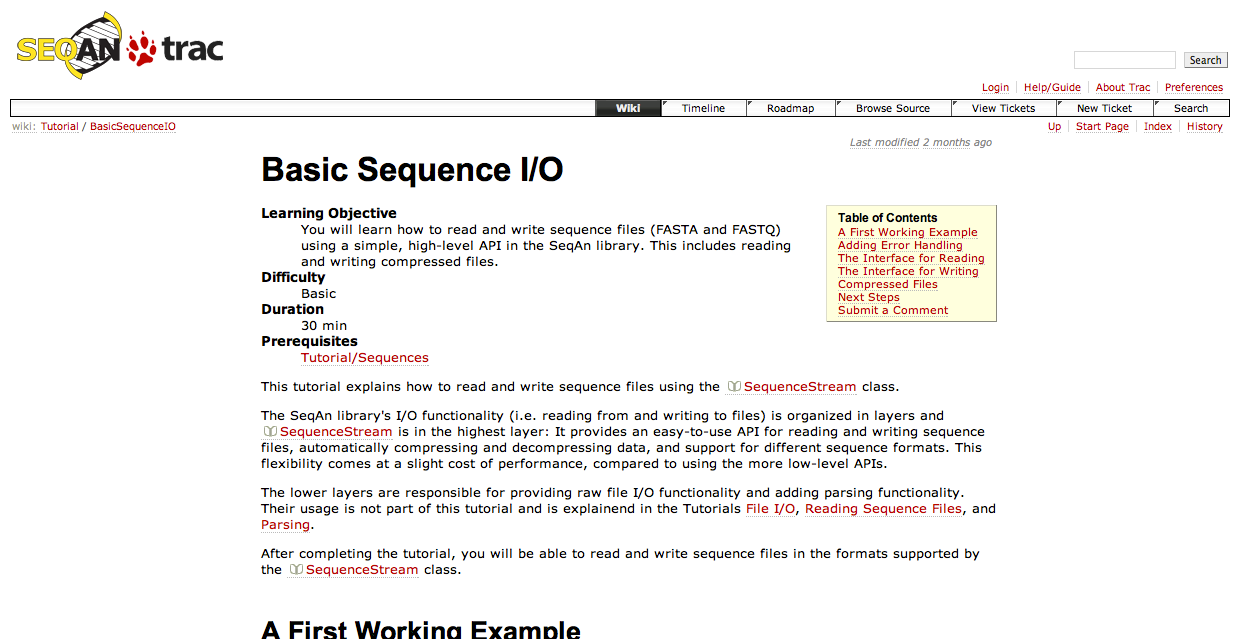 SEQAN trac
Search
Login Help/Guide About Trac Preferences
Wiki Timeline Roadmap Browse Source View Tickets New Ticket Search
wiki: Tutorial / BasicSequenceIO
Up Start Page Index History
Last modified 2 months ago
Basic Sequence I/O
Learning Objective
You will learn how to read and write sequence files (FASTA and FASTQ)
using a simple, high-level API in the SeqAn library. This includes reading
and writing compressed files.
Difficulty
Basic
Duration
30 min
Prerequisites
Tutorial/Sequences
Table of Contents
A First Working Example
Adding Error Handling
The Interface for Reading
The Interface for Writing
Compressed Files
Next Steps
Submit a Comment
This tutorial explains how to read and write sequence files using the SequenceStream class.
The SeqAn library's I/O functionality (i.e. reading from and writing to files) is organized in layers and
SequenceStream is in the highest layer: It provides an easy-to-use API for reading and writing sequence
files, automatically compressing and decompressing data, and support for different sequence formats. This
flexibility comes at a slight cost of performance, compared to using the more low-level APIs.
The lower layers are responsible for providing raw file I/O functionality and adding parsing functionality.
Their usage is not part of this tutorial and is explainend in the Tutorials File I/O, Reading Sequence Files, and
Parsing.
After completing the tutorial, you will be able to read and write sequence files in the formats supported by
the SequenceStream class.
A First Working Example